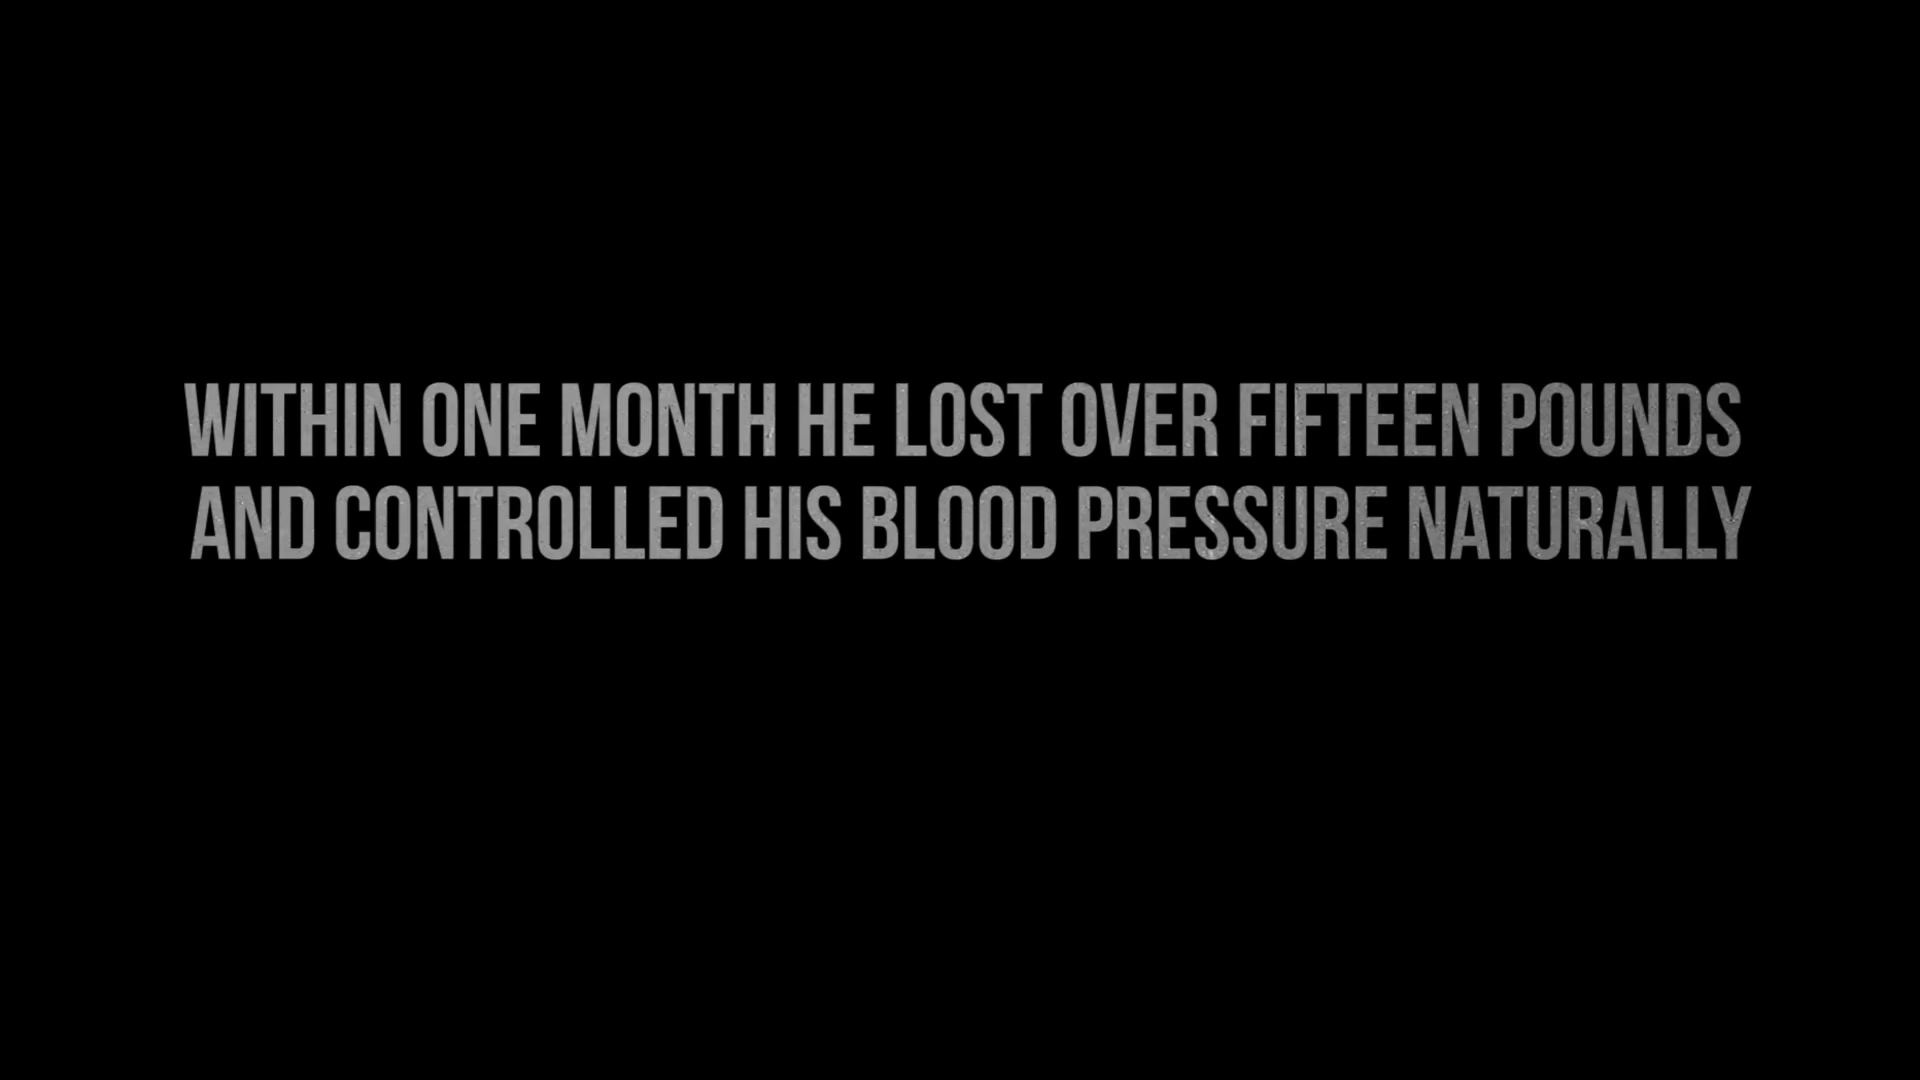 WITHIN ONE MONTH HE LOST OVER FIFTEEN POUNDS
AND CONTROLLED HIS BLOOD PRESSURE NATURALLY